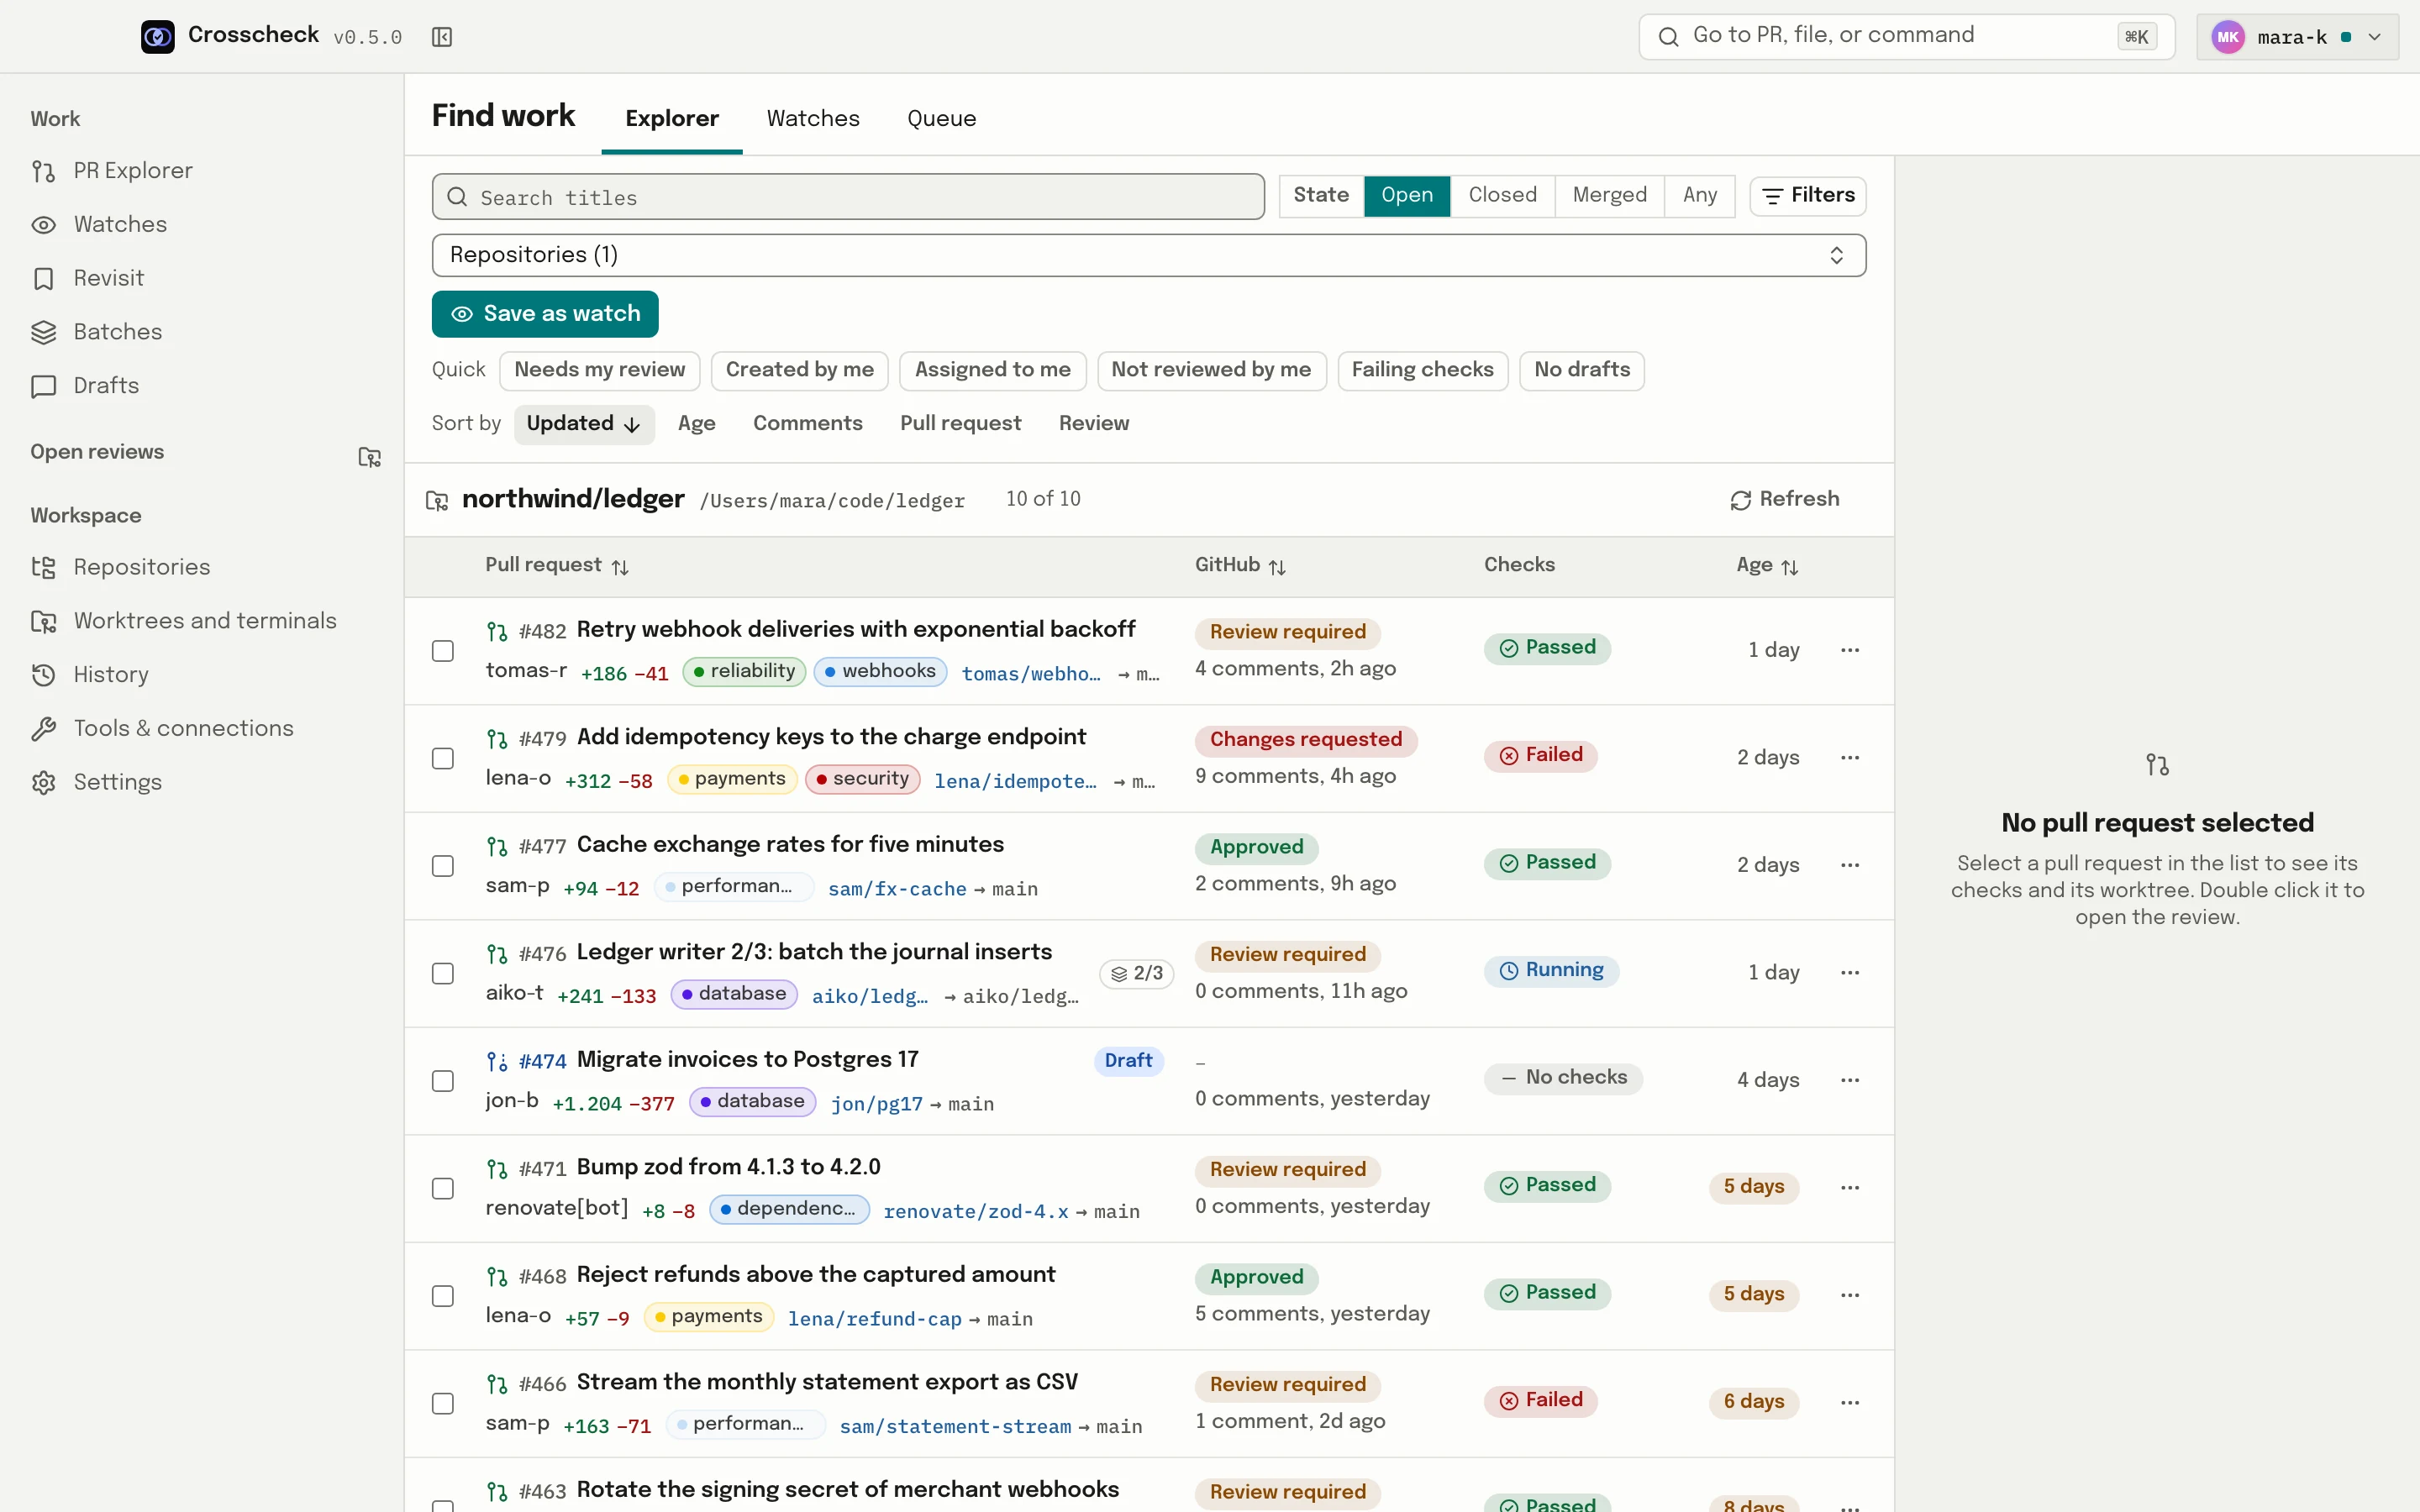 Crosscheck v0.5.0
Go to PR, file, or command ⌘K
MK mara-k
Work
PR Explorer
Watches
Revisit
Batches
Drafts
Open reviews
Workspace
Repositories
Worktrees and terminals
History
Tools & connections
Settings
Find work Explorer Watches Queue
Search titles
State Open Closed Merged Any Filters
Repositories (1)
Save as watch
Quick Needs my review Created by me Assigned to me Not reviewed by me Failing checks No drafts
Sort by Updated ↓ Age Comments Pull request Review
northwind/ledger /Users/mara/code/ledger 10 of 10 Refresh
Pull request GitHub Checks Age
#482 Retry webhook deliveries with exponential backoff Review required Passed 1 day
tomas-r +186 −41 reliability webhooks tomas/webho… → m… 4 comments, 2h ago
#479 Add idempotency keys to the charge endpoint Changes requested Failed 2 days
lena-o +312 −58 payments security lena/idempote… → m… 9 comments, 4h ago
#477 Cache exchange rates for five minutes Approved Passed 2 days
sam-p +94 −12 performan… sam/fx-cache → main 2 comments, 9h ago
#476 Ledger writer 2/3: batch the journal inserts 2/3 Review required Running 1 day
aiko-t +241 −133 database aiko/ledg… → aiko/ledg… 0 comments, 11h ago
#474 Migrate invoices to Postgres 17 Draft – No checks 4 days
jon-b +1.204 −377 database jon/pg17 → main 0 comments, yesterday
#471 Bump zod from 4.1.3 to 4.2.0 Review required Passed 5 days
renovate[bot] +8 −8 dependenc… renovate/zod-4.x → main 0 comments, yesterday
#468 Reject refunds above the captured amount Approved Passed 5 days
lena-o +57 −9 payments lena/refund-cap → main 5 comments, yesterday
#466 Stream the monthly statement export as CSV Review required Failed 6 days
sam-p +163 −71 performan… sam/statement-stream → main 1 comment, 2d ago
#463 Rotate the signing secret of merchant webhooks Review required Passed 8 days
No pull request selected
Select a pull request in the list to see its
checks and its worktree. Double click it to
open the review.